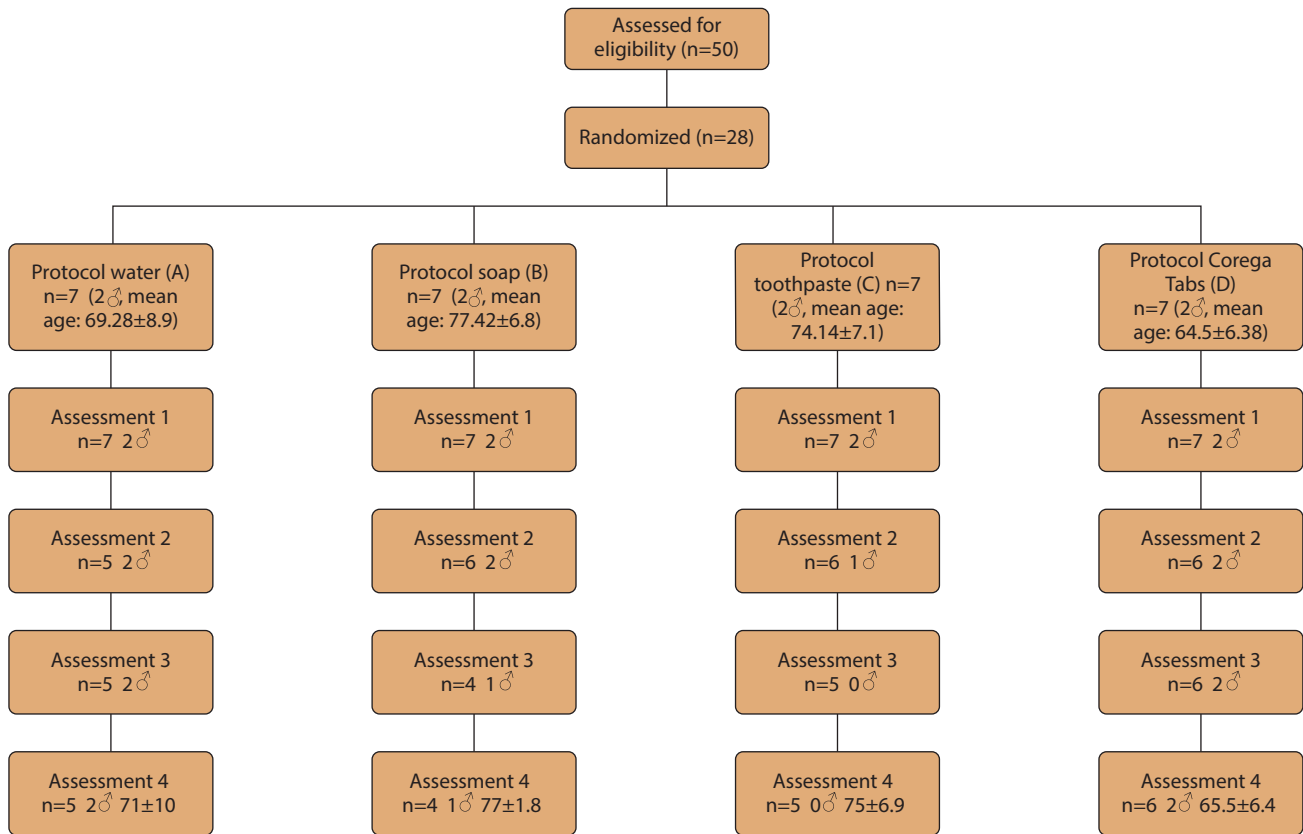 Assessed for
eligibility (n=50)
Randomized (n=28)
Protocol water (A)
n=7 (2♂, mean
age: 69.28±8.9)
Protocol soap (B)
n=7 (2♂, mean
age: 77.42±6.8)
Protocol
toothpaste (C) n=7
(2♂, mean age:
74.14±7.1)
Protocol Corega
Tabs (D)
n=7 (2♂, mean
age: 64.5±6.38)
Assessment 1
n=7 2♂
Assessment 1
n=7 2♂
Assessment 1
n=7 2♂
Assessment 1
n=7 2♂
Assessment 2
n=5 2♂
Assessment 2
n=6 2♂
Assessment 2
n=6 1♂
Assessment 2
n=6 2♂
Assessment 3
n=5 2♂
Assessment 3
n=4 1♂
Assessment 3
n=5 0♂
Assessment 3
n=6 2♂
Assessment 4
n=5 2♂ 71±10
Assessment 4
n=4 1♂ 77±1.8
Assessment 4
n=5 0♂ 75±6.9
Assessment 4
n=6 2♂ 65.5±6.4